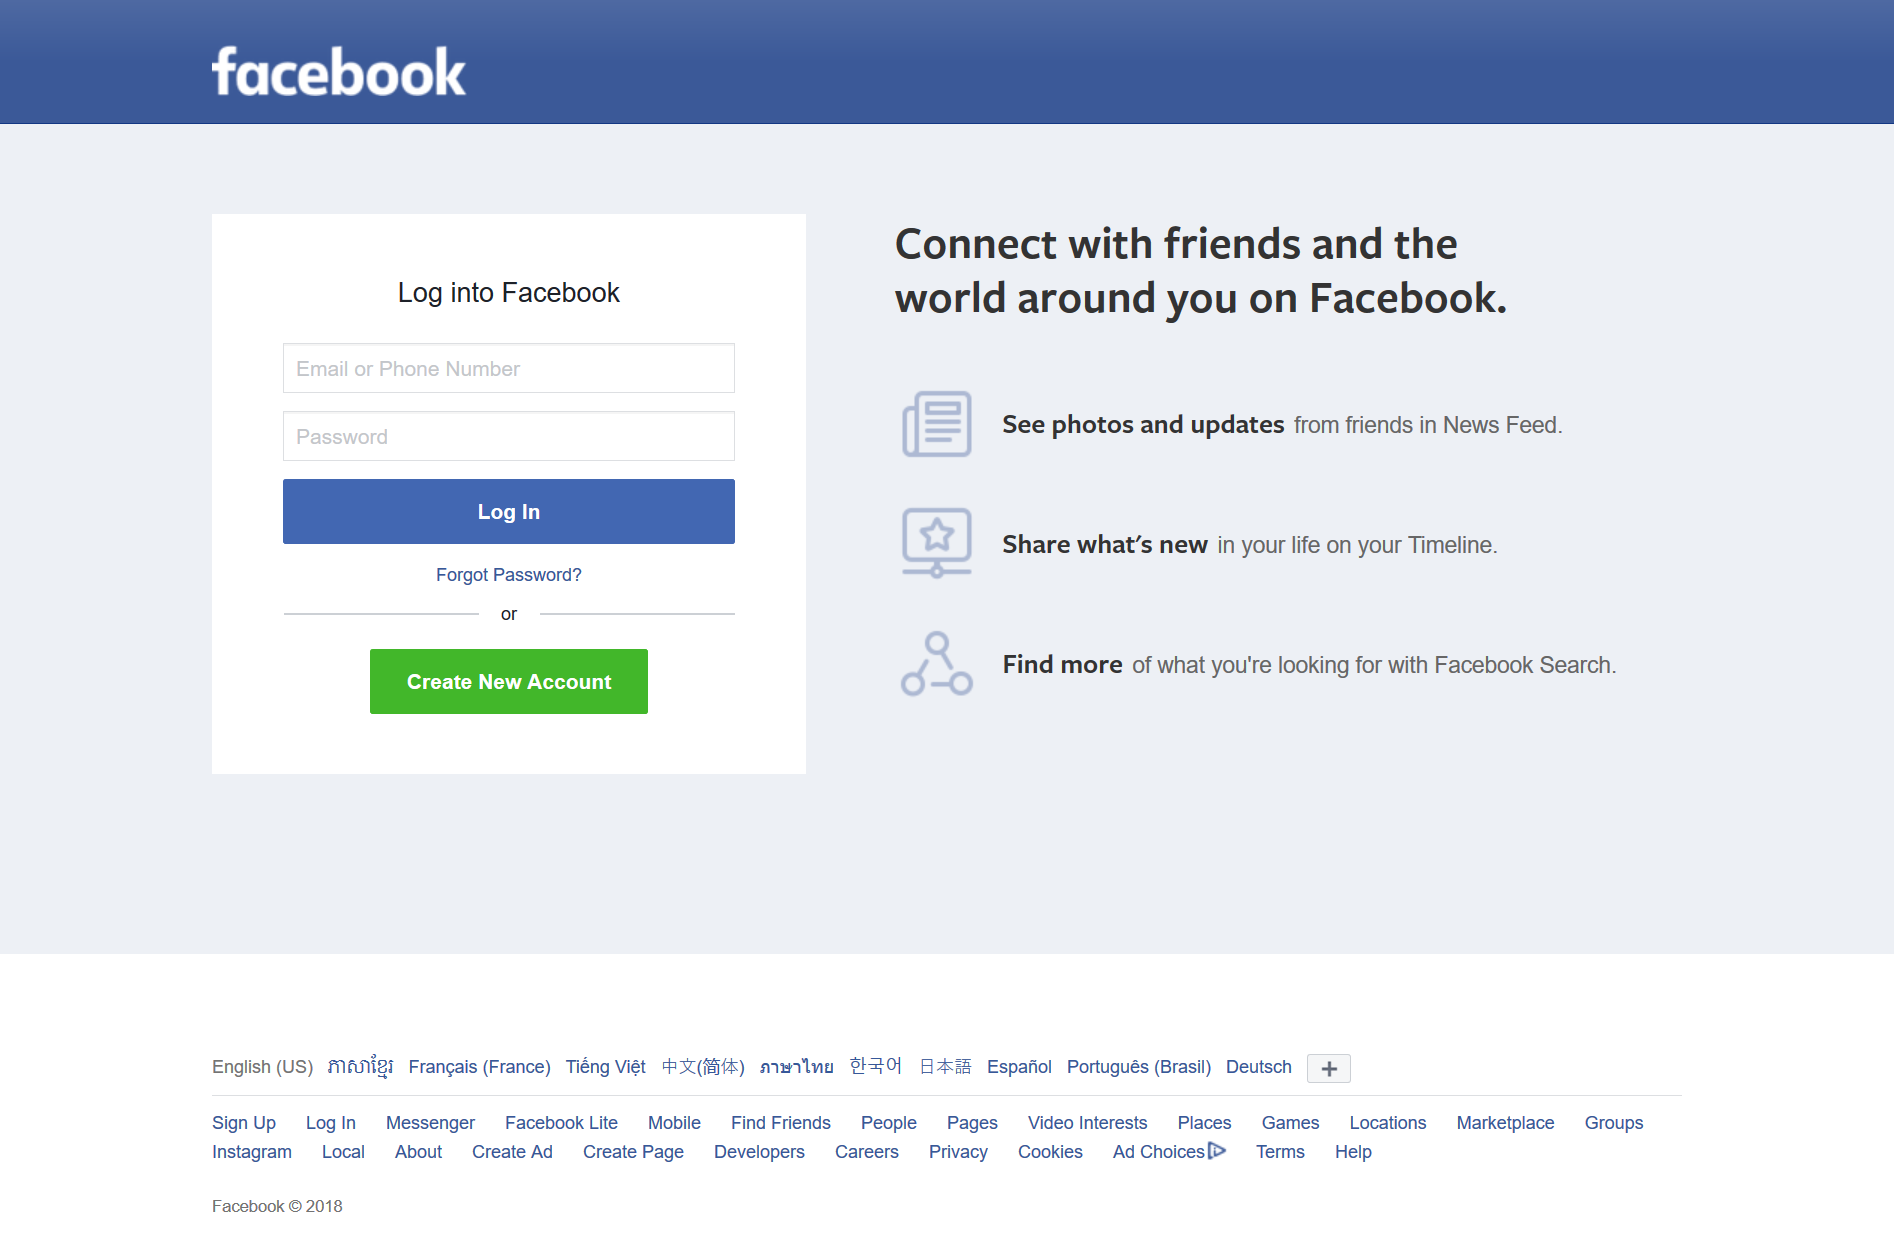 facebook
Log into Facebook
Email or Phone Number
Password
Log In
Forgot Password?
or
Create New Account
Connect with friends and the
world around you on Facebook.
See photos and updates from friends in News Feed.
Share what's new in your life on your Timeline.
Find more of what you're looking for with Facebook Search.
English (US) ភាសាខ្មែរ Français (France) Tiếng Việt 中文(简体) ภาษาไทย 한국어 日本語 Español Português (Brasil) Deutsch +
Sign Up Log In Messenger Facebook Lite Mobile Find Friends People Pages Video Interests Places Games Locations Marketplace Groups
Instagram Local About Create Ad Create Page Developers Careers Privacy Cookies Ad Choices Terms Help
Facebook © 2018